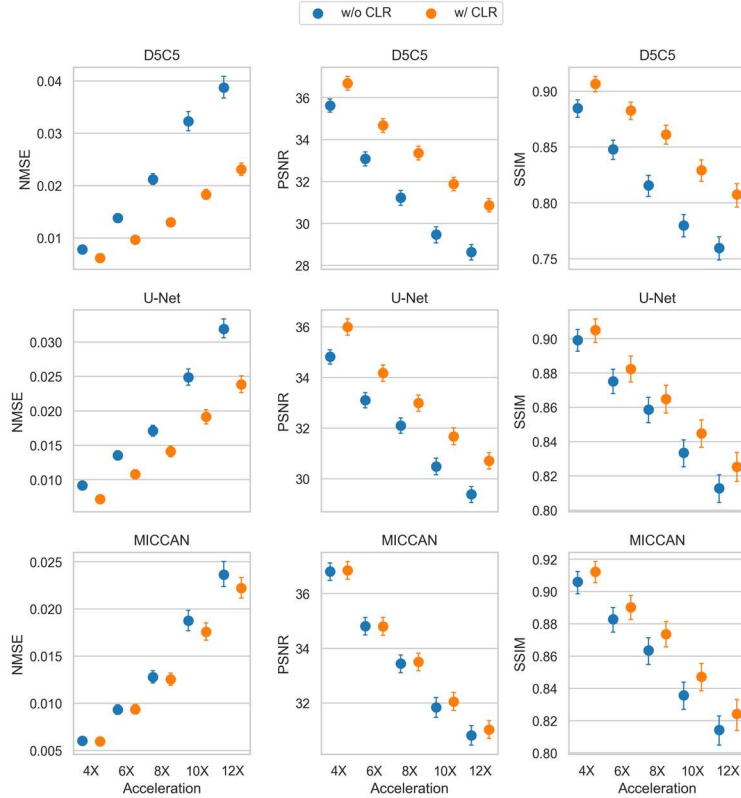 w/o CLR w/ CLR
D5C5 D5C5 D5C5
NMSE
0.04
0.03
0.02
0.01
PSNR
36
34
32
30
28
SSIM
0.90
0.85
0.80
0.75
U-Net U-Net U-Net
NMSE
0.030
0.025
0.020
0.015
0.010
PSNR
36
34
32
30
SSIM
0.90
0.88
0.86
0.84
0.82
0.80
MICCAN MICCAN MICCAN
NMSE
0.025
0.020
0.015
0.010
0.005
PSNR
36
34
32
SSIM
0.92
0.90
0.88
0.86
0.84
0.82
0.80
4X 6X 8X 10X 12X 4X 6X 8X 10X 12X 4X 6X 8X 10X 12X
Acceleration Acceleration Acceleration